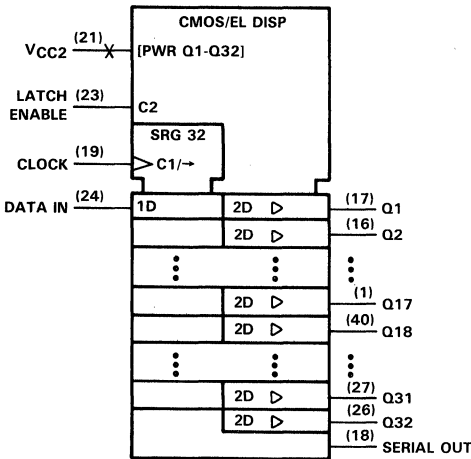 CMOS/EL DISP
VCC2 (21) [PWR Q1-Q32]
LATCH ENABLE (23) C2
SRG 32
CLOCK (19) C1/→
DATA IN (24) 1D 2D ▷ (17) Q1
2D ▷ (16) Q2
2D ▷ (1) Q17
2D ▷ (40) Q18
2D ▷ (27) Q31
2D ▷ (26) Q32
(18) SERIAL OUT